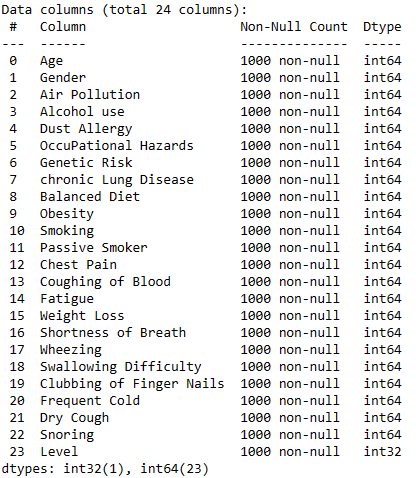 Data columns (total 24 columns):
 #   Column                    Non-Null Count  Dtype
---  ------                    --------------  -----
 0   Age                       1000 non-null   int64
 1   Gender                    1000 non-null   int64
 2   Air Pollution             1000 non-null   int64
 3   Alcohol use               1000 non-null   int64
 4   Dust Allergy              1000 non-null   int64
 5   OccuPational Hazards      1000 non-null   int64
 6   Genetic Risk              1000 non-null   int64
 7   chronic Lung Disease      1000 non-null   int64
 8   Balanced Diet             1000 non-null   int64
 9   Obesity                   1000 non-null   int64
 10  Smoking                   1000 non-null   int64
 11  Passive Smoker            1000 non-null   int64
 12  Chest Pain                1000 non-null   int64
 13  Coughing of Blood         1000 non-null   int64
 14  Fatigue                   1000 non-null   int64
 15  Weight Loss               1000 non-null   int64
 16  Shortness of Breath       1000 non-null   int64
 17  Wheezing                  1000 non-null   int64
 18  Swallowing Difficulty     1000 non-null   int64
 19  Clubbing of Finger Nails  1000 non-null   int64
 20  Frequent Cold             1000 non-null   int64
 21  Dry Cough                 1000 non-null   int64
 22  Snoring                   1000 non-null   int64
 23  Level                     1000 non-null   int32
dtypes: int32(1), int64(23)